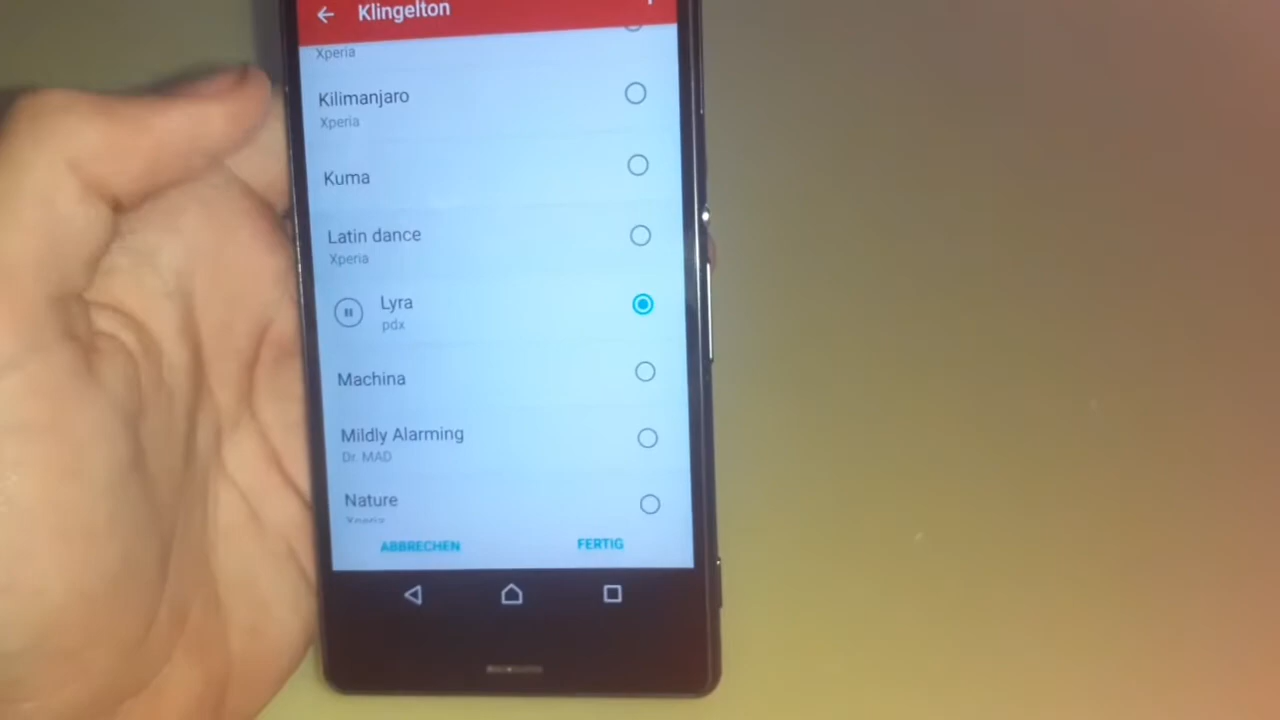 Klingelton
Xperia
Kilimanjaro
Xperia
Kuma
Latin dance
Xperia
Lyra
pdx
Machina
Mildly Alarming
Dr. MAD
Nature
Xperia
ABBRECHEN FERTIG